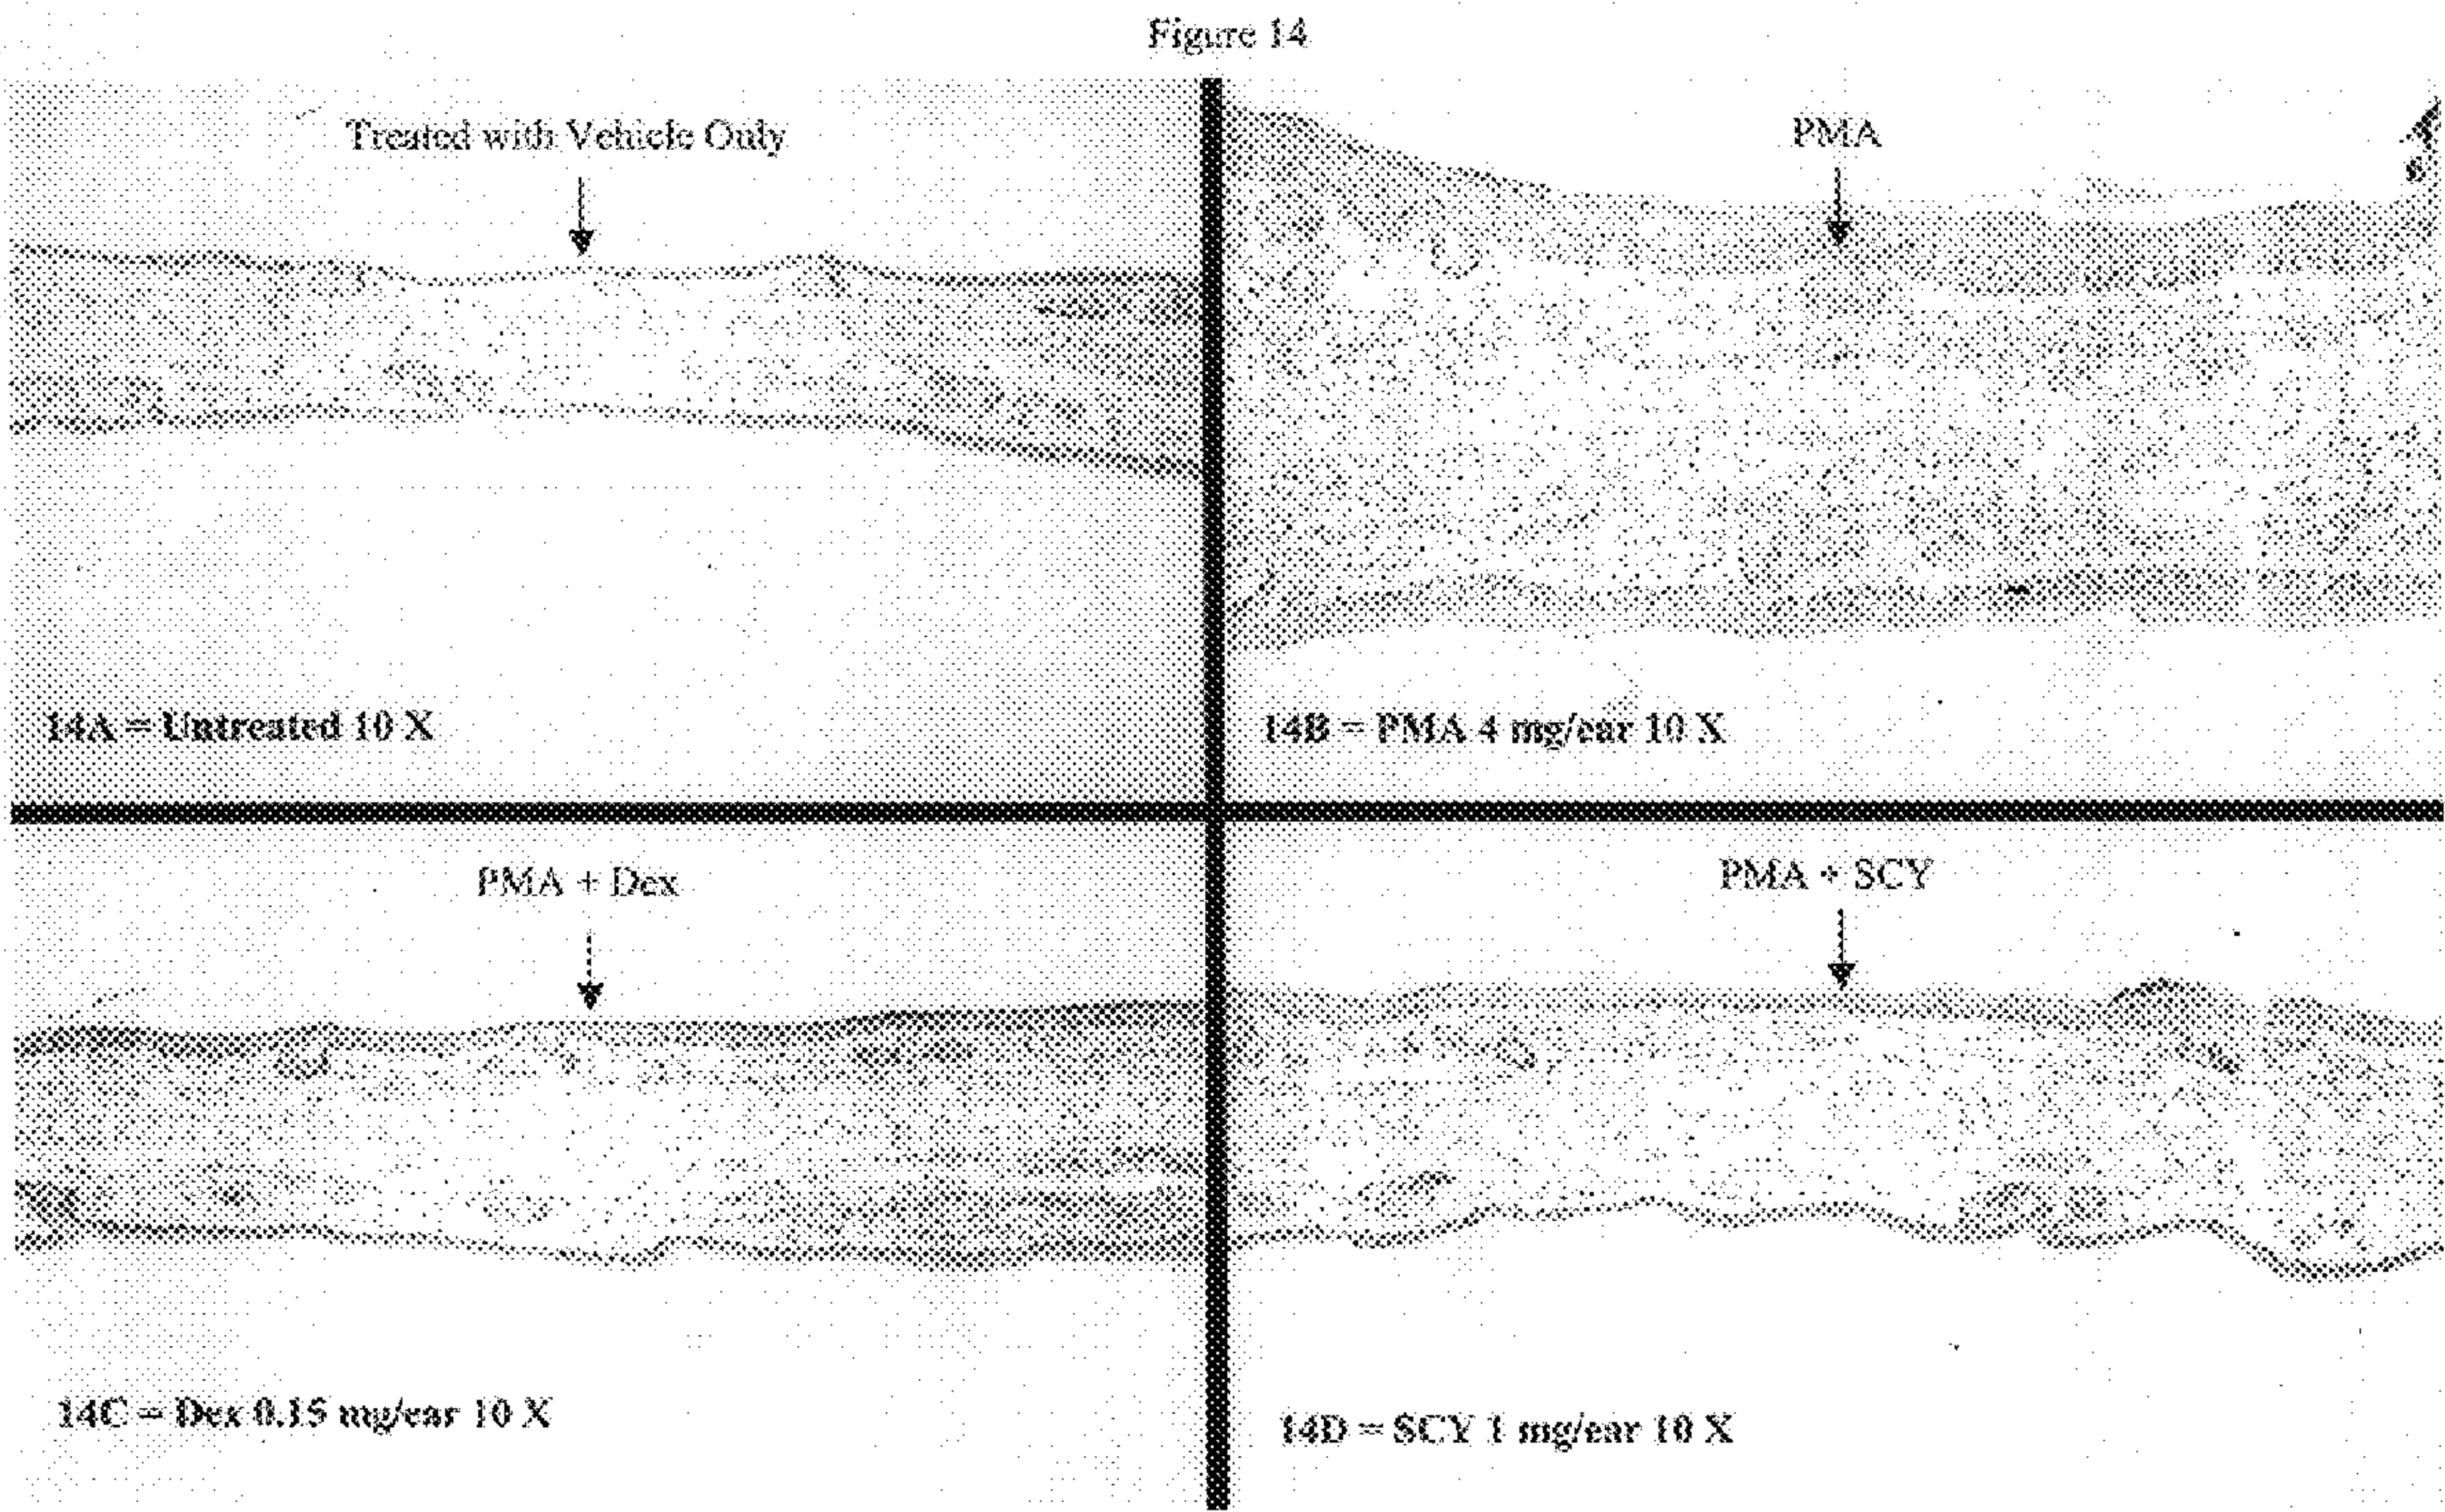 Figure 14
Treated with Vehicle Only
PMA
14A = Untreated 10 X
14B = PMA 4 mg/ear 10 X
PMA + Dex
PMA + SCY
14C = Dex 0.15 mg/ear 10 X
14D = SCY 1 mg/ear 10 X